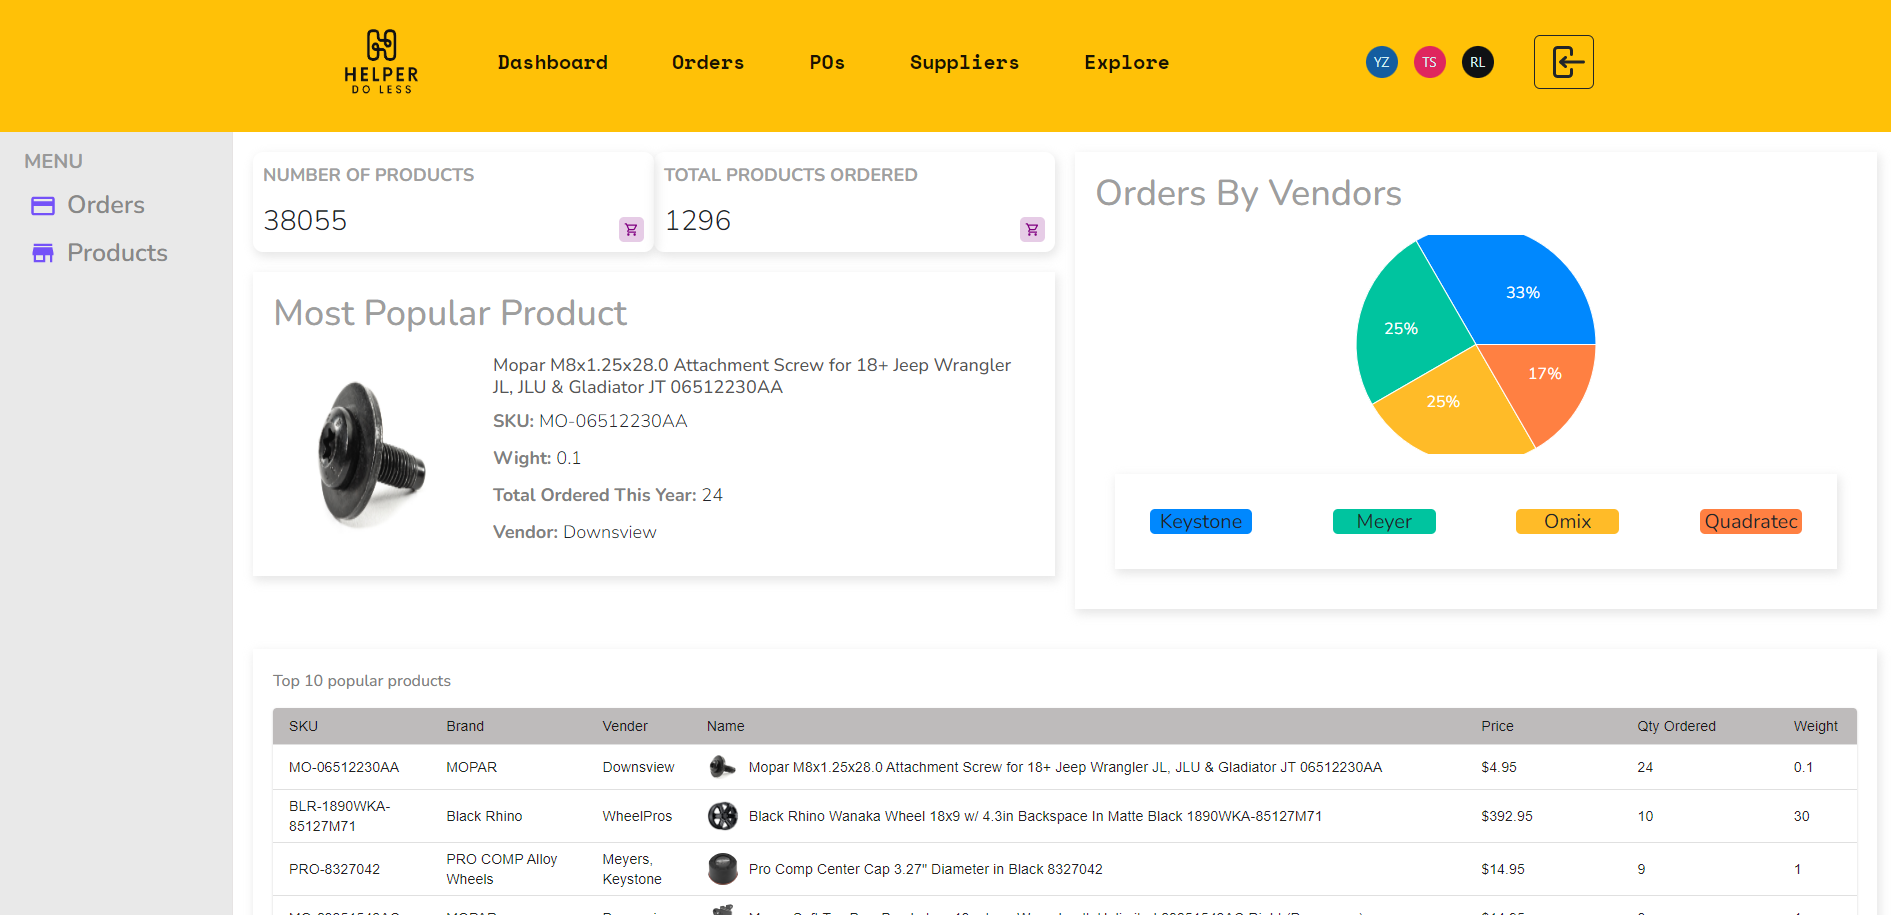 HELPER
DO LESS
Dashboard
Orders
POs
Suppliers
Explore
YZ
TS
RL
MENU
Orders
Products
NUMBER OF PRODUCTS
38055
TOTAL PRODUCTS ORDERED
1296
Most Popular Product
Mopar M8x1.25x28.0 Attachment Screw for 18+ Jeep Wrangler
JL, JLU & Gladiator JT 06512230AA
SKU: MO-06512230AA
Wight: 0.1
Total Ordered This Year: 24
Vendor: Downsview
Orders By Vendors
33%
25%
17%
25%
Keystone
Meyer
Omix
Quadratec
Top 10 popular products
SKU Brand Vender Name Price Qty Ordered Weight
MO-06512230AA MOPAR Downsview Mopar M8x1.25x28.0 Attachment Screw for 18+ Jeep Wrangler JL, JLU & Gladiator JT 06512230AA $4.95 24 0.1
BLR-1890WKA-
85127M71
Black Rhino WheelPros Black Rhino Wanaka Wheel 18x9 w/ 4.3in Backspace In Matte Black 1890WKA-85127M71 $392.95 10 30
PRO-8327042
PRO COMP Alloy
Wheels
Meyers,
Keystone
Pro Comp Center Cap 3.27" Diameter in Black 8327042 $14.95 9 1